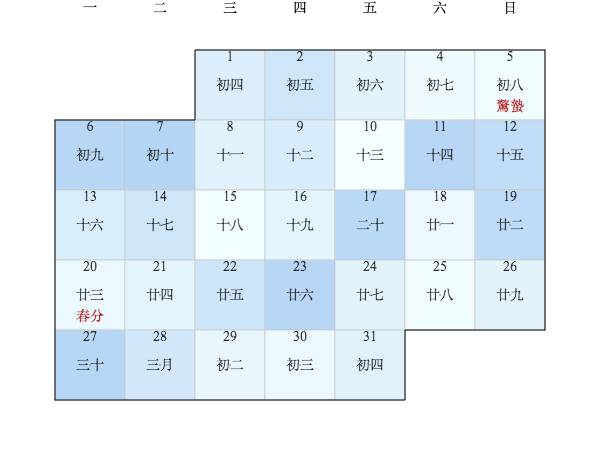 一 二 三 四 五 六 日
1 2 3 4 5
初四 初五 初六 初七 初八
驚蟄
6 7 8 9 10 11 12
初九 初十 十一 十二 十三 十四 十五
13 14 15 16 17 18 19
十六 十七 十八 十九 二十 廿一 廿二
20 21 22 23 24 25 26
廿三 廿四 廿五 廿六 廿七 廿八 廿九
春分
27 28 29 30 31
三十 三月 初二 初三 初四